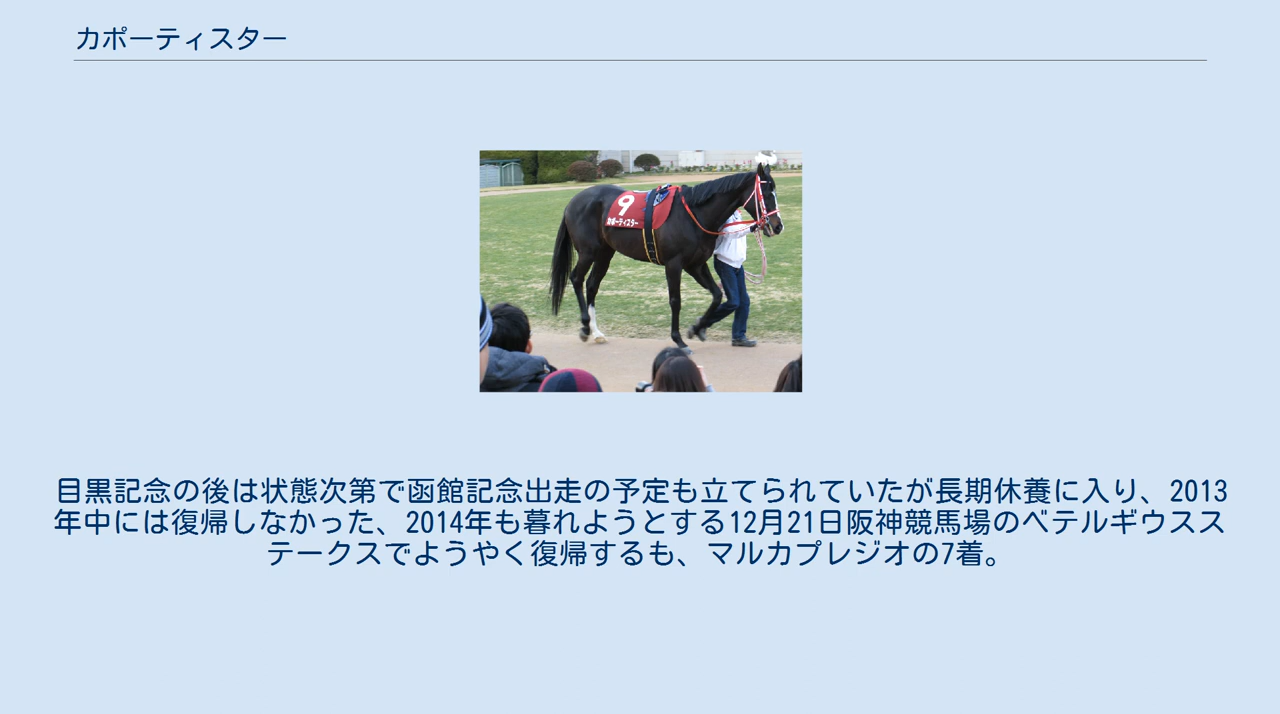 カポーティスター
9
カポーティスター
目黒記念の後は状態次第で函館記念出走の予定も立てられていたが長期休養に入り、2013
年中には復帰しなかった、2014年も暮れようとする12月21日阪神競馬場のベテルギウスス
テークスでようやく復帰するも、マルカプレジオの7着。